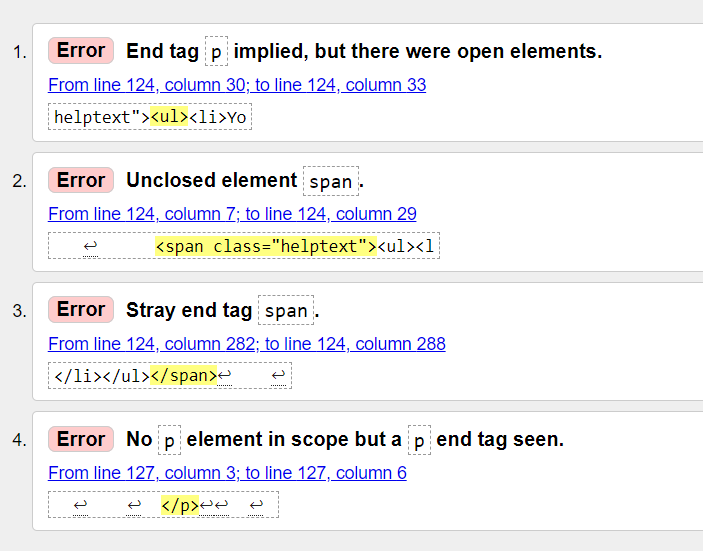 1. Error End tag p implied, but there were open elements.
From line 124, column 30; to line 124, column 33
helptext"><ul><li>Yo
2. Error Unclosed element span.
From line 124, column 7; to line 124, column 29
↩ <span class="helptext"><ul><l
3. Error Stray end tag span.
From line 124, column 282; to line 124, column 288
</li></ul></span>↩ ↩
4. Error No p element in scope but a p end tag seen.
From line 127, column 3; to line 127, column 6
↩ ↩ </p>↩↩ ↩